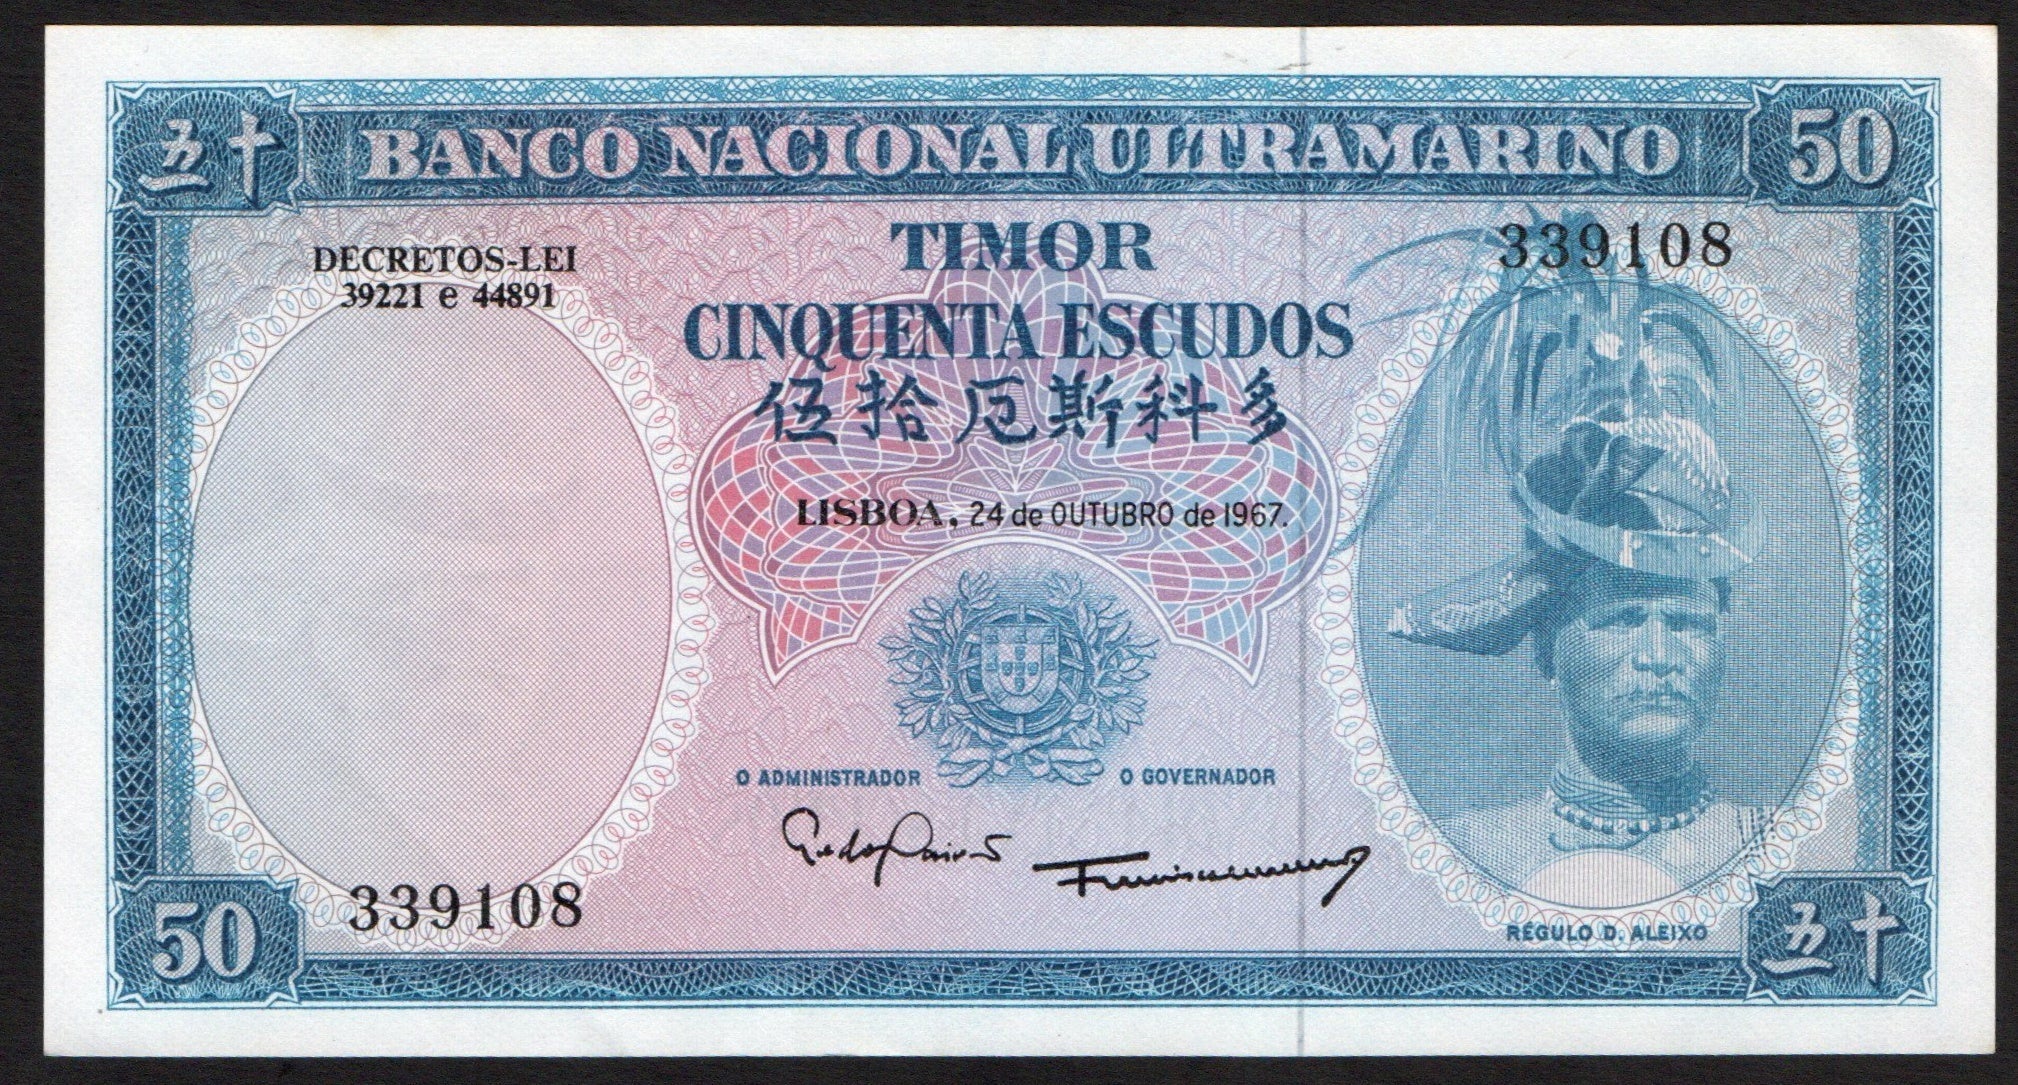 五十 BANCO NACIONAL ULTRAMARINO 50
TIMOR
DECRETOS-LEI
39221 e 44891
339108
CINQUENTA ESCUDOS
伍拾厄斯科多
LISBOA, 24 de OUTUBRO de 1967.
O ADMINISTRADOR
O GOVERNADOR
339108
RÉGULO D. ALEIXO
50
五十